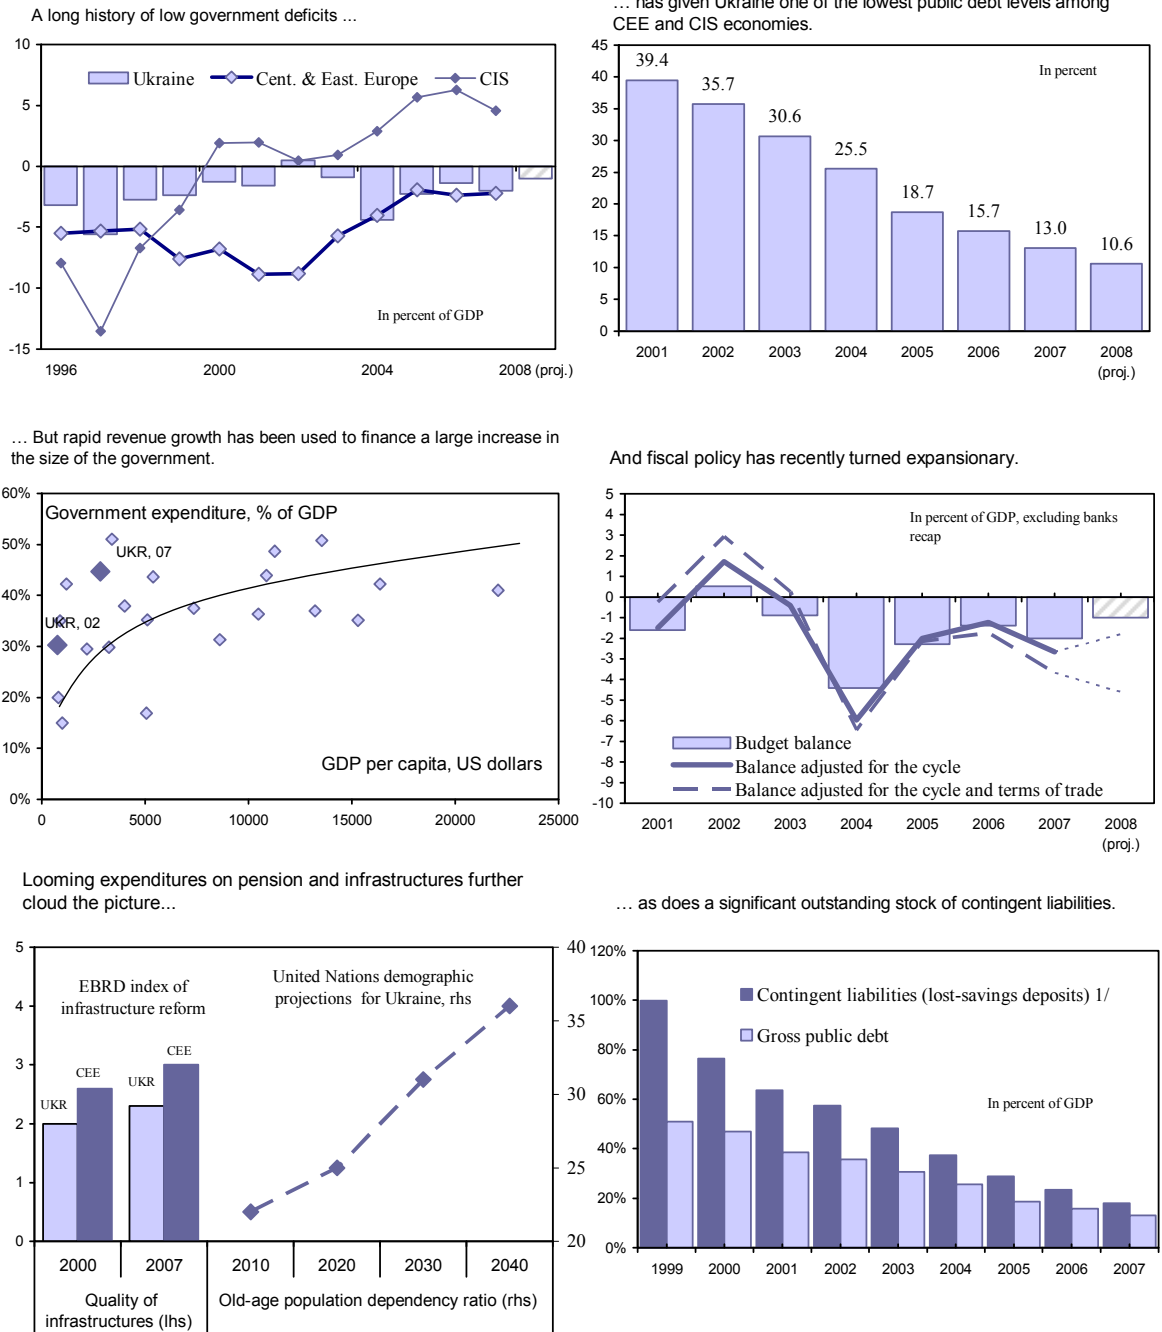 A long history of low government deficits ...
10
5
0
-5
-10
-15
Ukraine
Cent. & East. Europe
CIS
In percent of GDP
1996
2000
2004
2008 (proj.)
… has given Ukraine one of the lowest public debt levels among
CEE and CIS economies.
45
40
35
30
25
20
15
10
5
0
In percent
39.4
35.7
30.6
25.5
18.7
15.7
13.0
10.6
2001
2002
2003
2004
2005
2006
2007
2008
(proj.)
… But rapid revenue growth has been used to finance a large increase in
the size of the government.
60%
50%
40%
30%
20%
10%
0%
Government expenditure, % of GDP
UKR, 07
UKR, 02
GDP per capita, US dollars
0
5000
10000
15000
20000
25000
And fiscal policy has recently turned expansionary.
5
4
3
2
1
0
-1
-2
-3
-4
-5
-6
-7
-8
-9
-10
In percent of GDP, excluding banks
recap
Budget balance
Balance adjusted for the cycle
Balance adjusted for the cycle and terms of trade
2001
2002
2003
2004
2005
2006
2007
2008
(proj.)
Looming expenditures on pension and infrastructures further
cloud the picture...
5
4
3
2
1
0
EBRD index of
infrastructure reform
United Nations demographic
projections for Ukraine, rhs
UKR
CEE
UKR
CEE
40
35
30
25
20
2000
2007
2010
2020
2030
2040
Quality of
infrastructures (lhs)
Old-age population dependency ratio (rhs)
… as does a significant outstanding stock of contingent liabilities.
120%
100%
80%
60%
40%
20%
0%
Contingent liabilities (lost-savings deposits) 1/
Gross public debt
In percent of GDP
1999
2000
2001
2002
2003
2004
2005
2006
2007